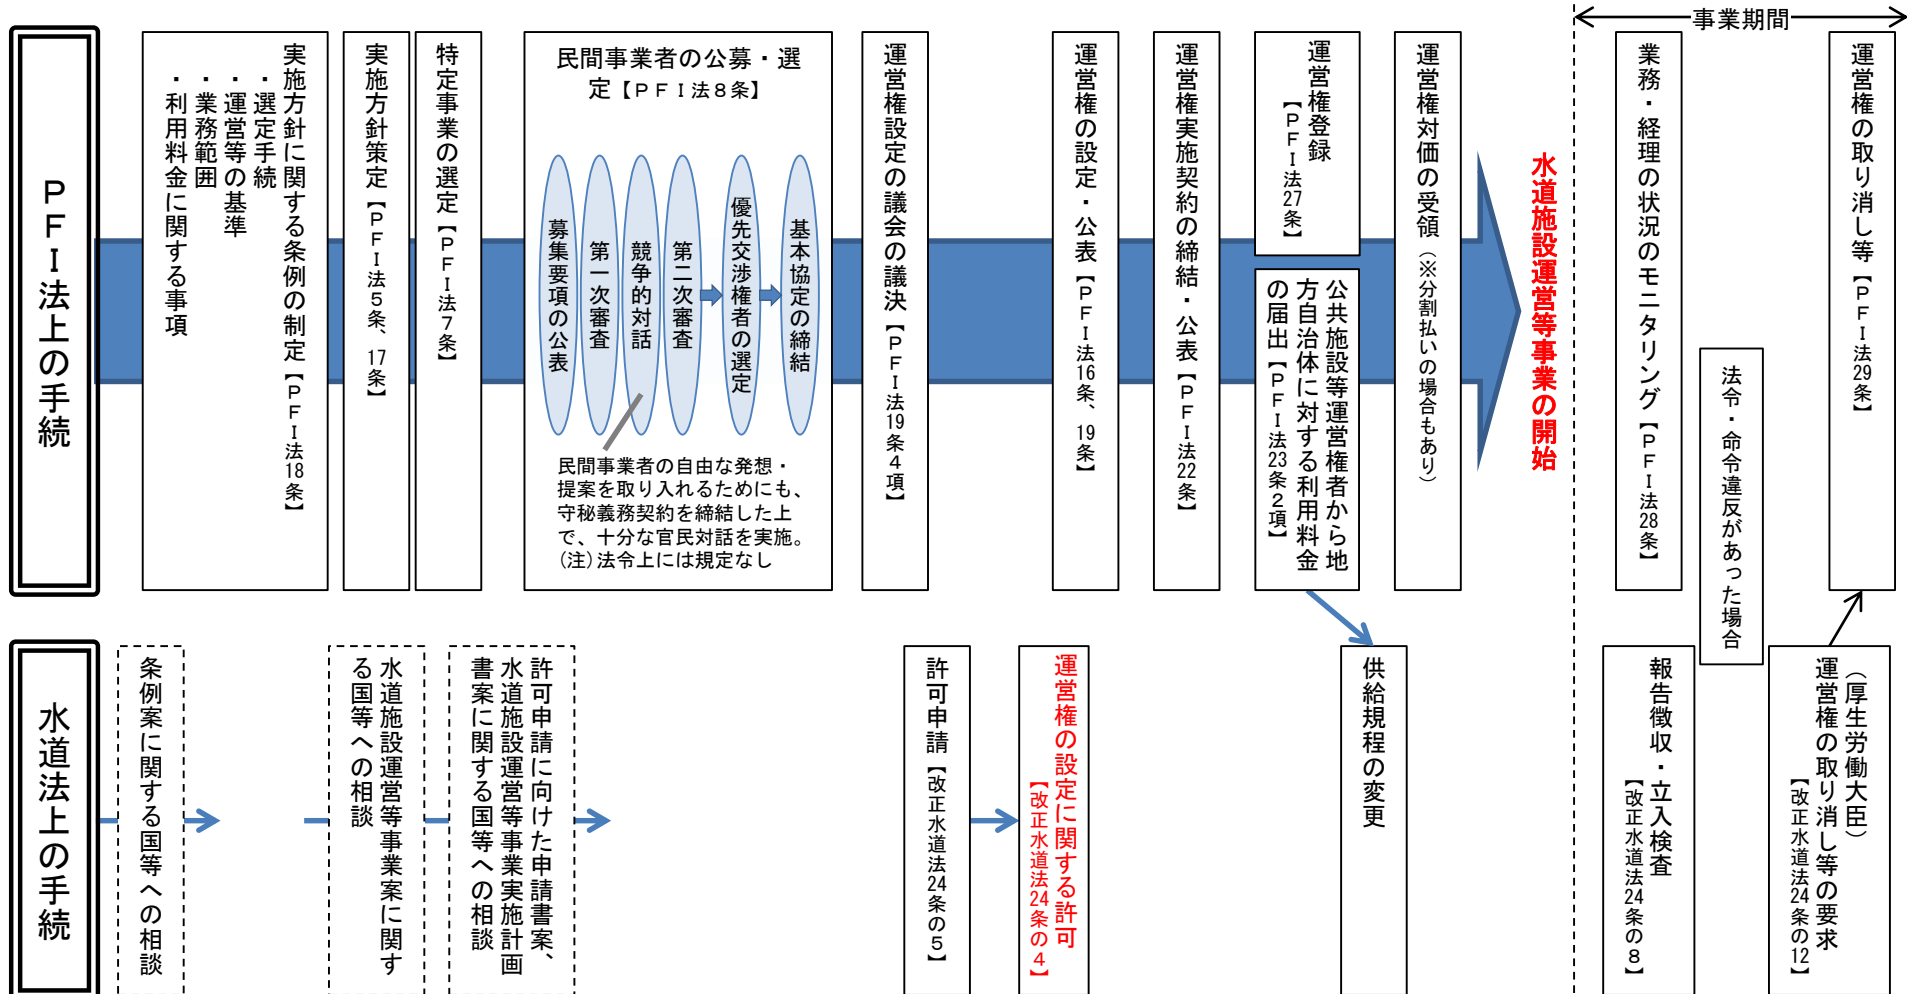 事業期間
PFI法上の手続
実施方針に関する条例の制定【PFI法18条】
・選定手続
・運営等の基準
・業務範囲
・利用料金に関する事項
実施方針策定【PFI法5条、17条】
特定事業の選定【PFI法7条】
民間事業者の公募・選
定【PFI法8条】
募集要項の公表
第一次審査
競争的対話
第二次審査
優先交渉権者の選定
基本協定の締結
民間事業者の自由な発想・
提案を取り入れるためにも、
守秘義務契約を締結した上
で、十分な官民対話を実施。
(注)法令上には規定なし
運営権設定の議会の議決【PFI法19条4項】
運営権の設定・公表【PFI法16条、19条】
運営権実施契約の締結・公表【PFI法22条】
運営権登録
【PFI法27条】
公共施設等運営権者から地
方自治体に対する利用料金
の届出【PFI法23条2項】
運営権対価の受領(※分割払いの場合もあり)
水道施設運営等事業の開始
業務・経理の状況のモニタリング【PFI法28条】
法令・命令違反があった場合
運営権の取り消し等【PFI法29条】
水道法上の手続
条例案に関する国等への相談
水道施設運営等事業案に関す
る国等への相談
許可申請に向けた申請書案、
水道施設運営等事業実施計画
書案に関する国等への相談
許可申請【改正水道法24条の5】
運営権の設定に関する許可
【改正水道法24条の4】
供給規程の変更
報告徴収・立入検査
【改正水道法24条の8】
(厚生労働大臣)
運営権の取り消し等の要求
【改正水道法24条の12】